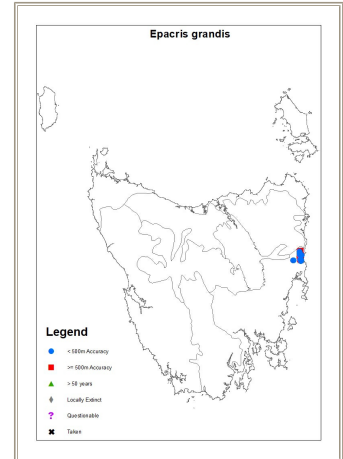 Epacris grandis
Legend
< 500m Accuracy
>= 500m Accuracy
> 50 years
Locally Extinct
? Questionable
Taken